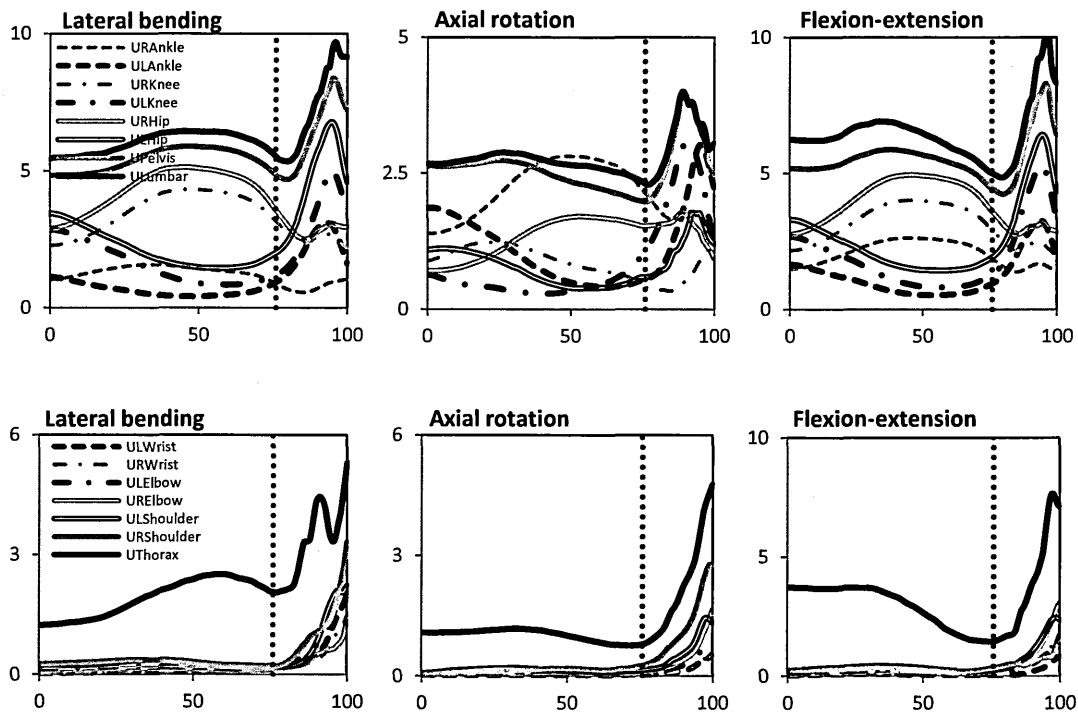 Lateral bending
Axial rotation
Flexion-extension
10
5
0
URAnkle
ULAnkle
URKnee
ULKnee
URHip
ULHip
UPelvis
ULumbar
0
50
100
5
2.5
0
0
50
100
10
5
0
0
50
100
Lateral bending
Axial rotation
Flexion-extension
6
3
0
ULWrist
URWrist
ULElbow
URElbow
ULShoulder
URShoulder
UThorax
0
50
100
6
3
0
0
50
100
10
5
0
0
50
100